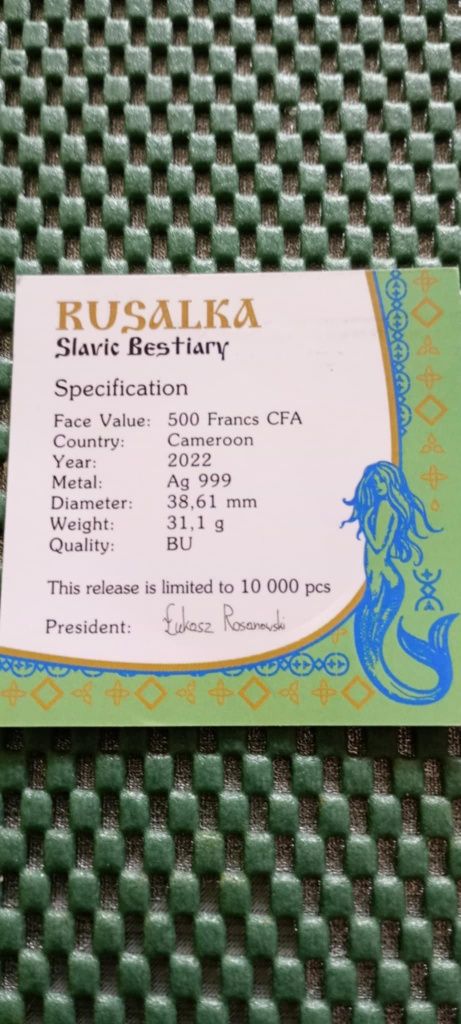 RUSALKA
Slavic Bestiary
Specification
Face Value: 500 Francs CFA
Country: Cameroon
Year: 2022
Metal: Ag 999
Diameter: 38,61 mm
Weight: 31,1 g
Quality: BU
This release is limited to 10 000 pcs
President: Łukasz Rosanowski